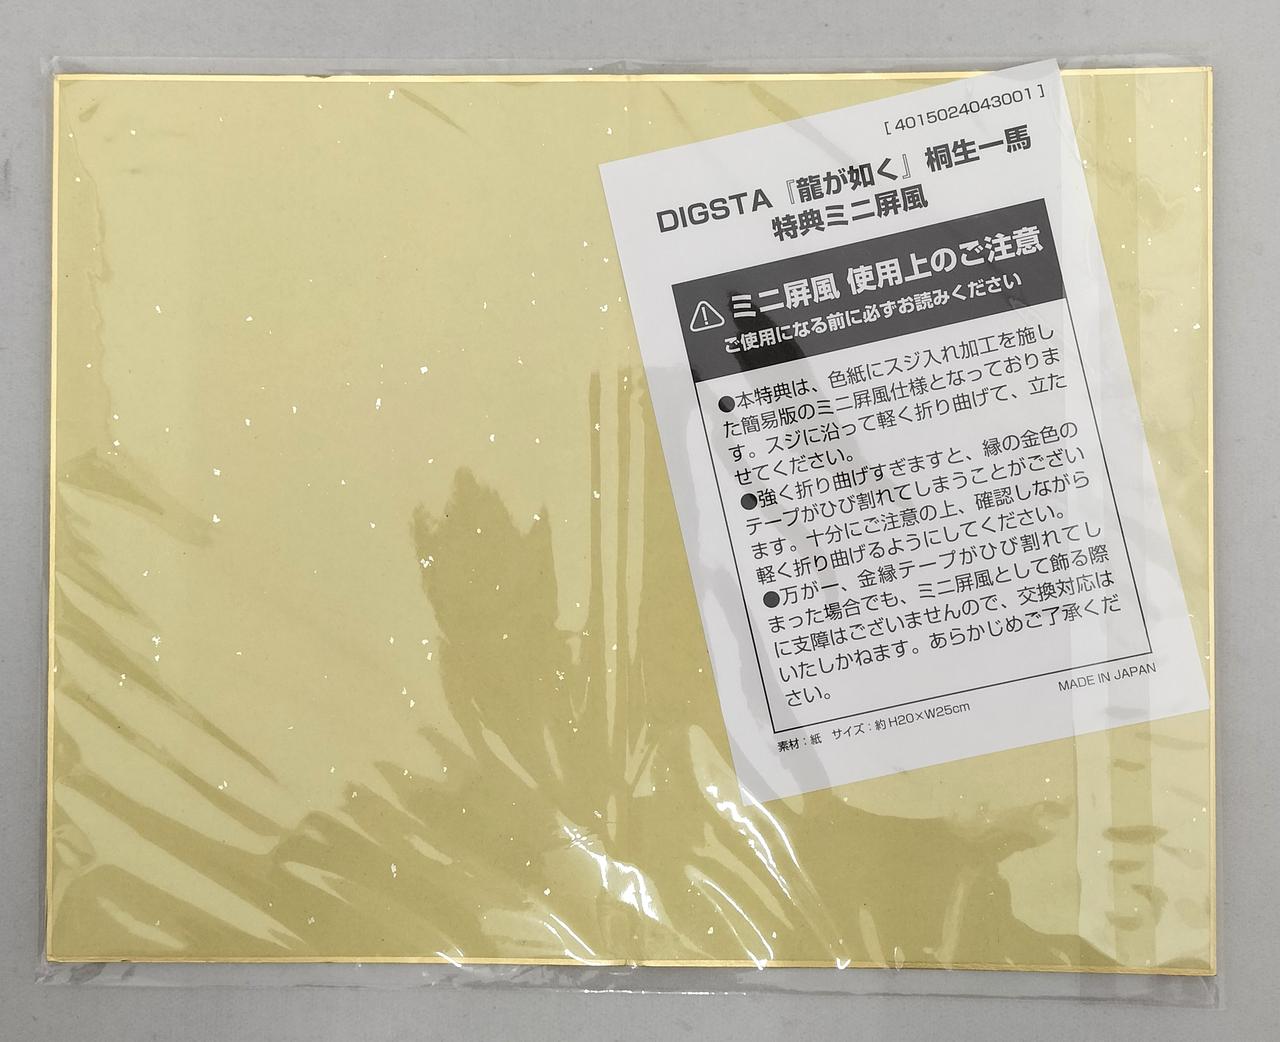 [ 4015024043001 ]
DIGSTA『龍が如く』桐生一馬
特典ミニ屏風
ミニ屏風 使用上のご注意
ご使用になる前に必ずお読みください
●本特典は、色紙にスジ入れ加工を施し
た簡易版のミニ屏風仕様となっておりま
す。スジに沿って軽く折り曲げて、立た
せてください。
●強く折り曲げすぎますと、縁の金色の
テープがひび割れてしまうことがござい
ます。十分にご注意の上、確認しながら
軽く折り曲げるようにしてください。
●万が一、金縁テープがひび割れてし
まった場合でも、ミニ屏風として飾る際
に支障はございませんので、交換対応は
いたしかねます。あらかじめご了承くだ
さい。
素材：紙 サイズ：約H20×W25cm
MADE IN JAPAN